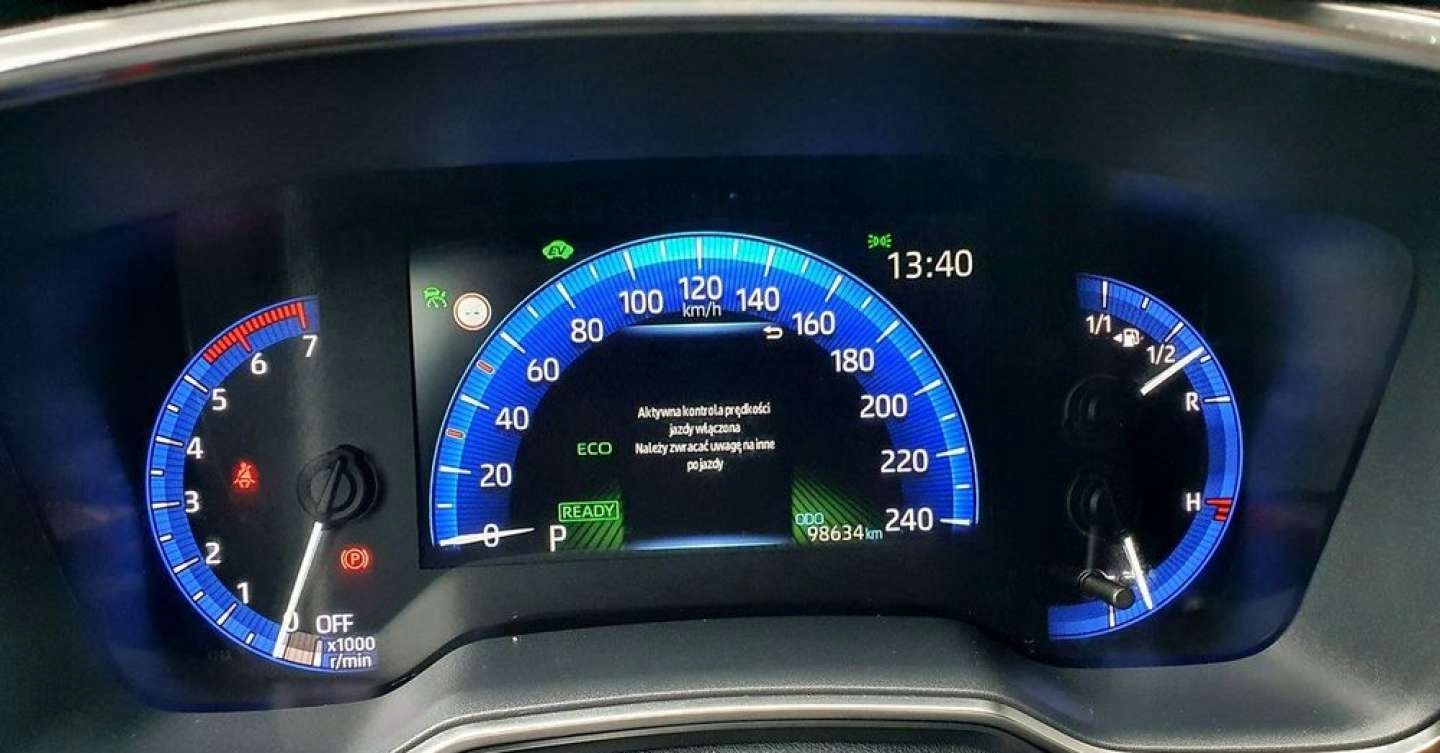 EV
13:40
--
0
20
40
60
80
100
120
140
160
180
200
220
240
km/h
Aktywna kontrola prędkości
jazdy włączona
Należy zwracać uwagę na inne
pojazdy
ECO
READY
P
ODO
98634 km
7
6
5
4
3
2
1
0
OFF
x1000
r/min
P
1/1
1/2
R
H